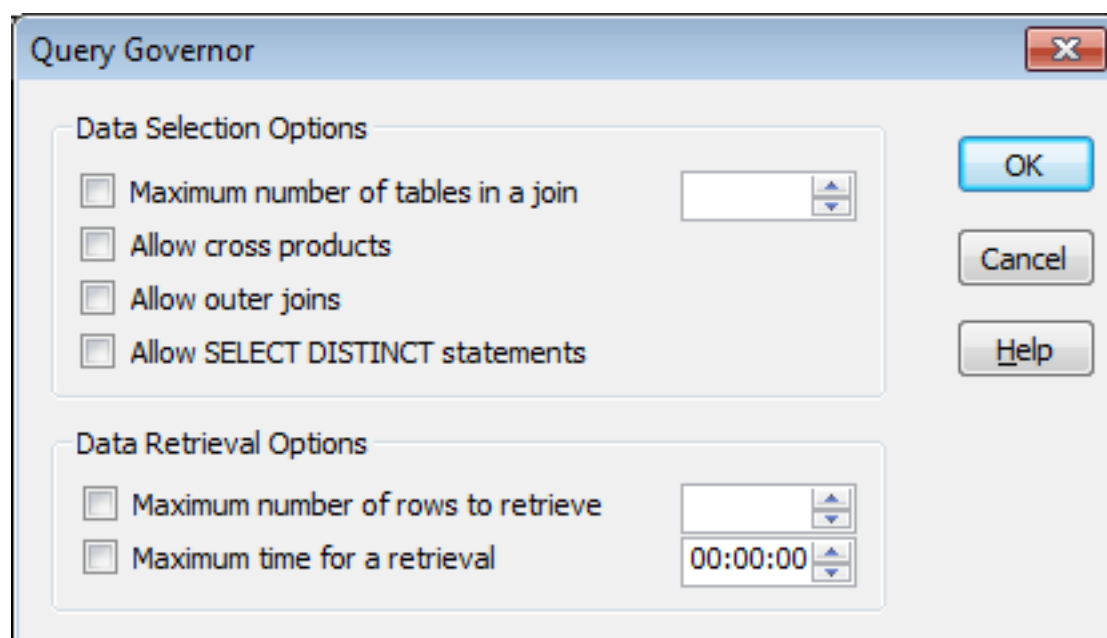 Query Governor
Data Selection Options
Maximum number of tables in a join
Allow cross products
Allow outer joins
Allow SELECT DISTINCT statements
OK
Cancel
Help
Data Retrieval Options
Maximum number of rows to retrieve
Maximum time for a retrieval 00:00:00